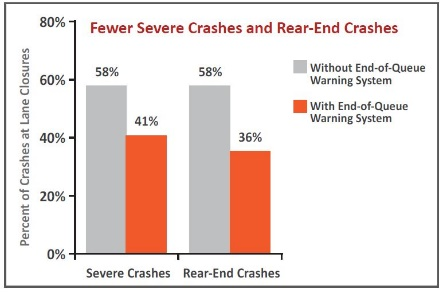 Fewer Severe Crashes and Rear-End Crashes
Percent of Crashes at Lane Closures
80%
60%
40%
20%
0%
58%
41%
58%
36%
Severe Crashes
Rear-End Crashes
Without End-of-Queue
Warning System
With End-of-Queue
Warning System